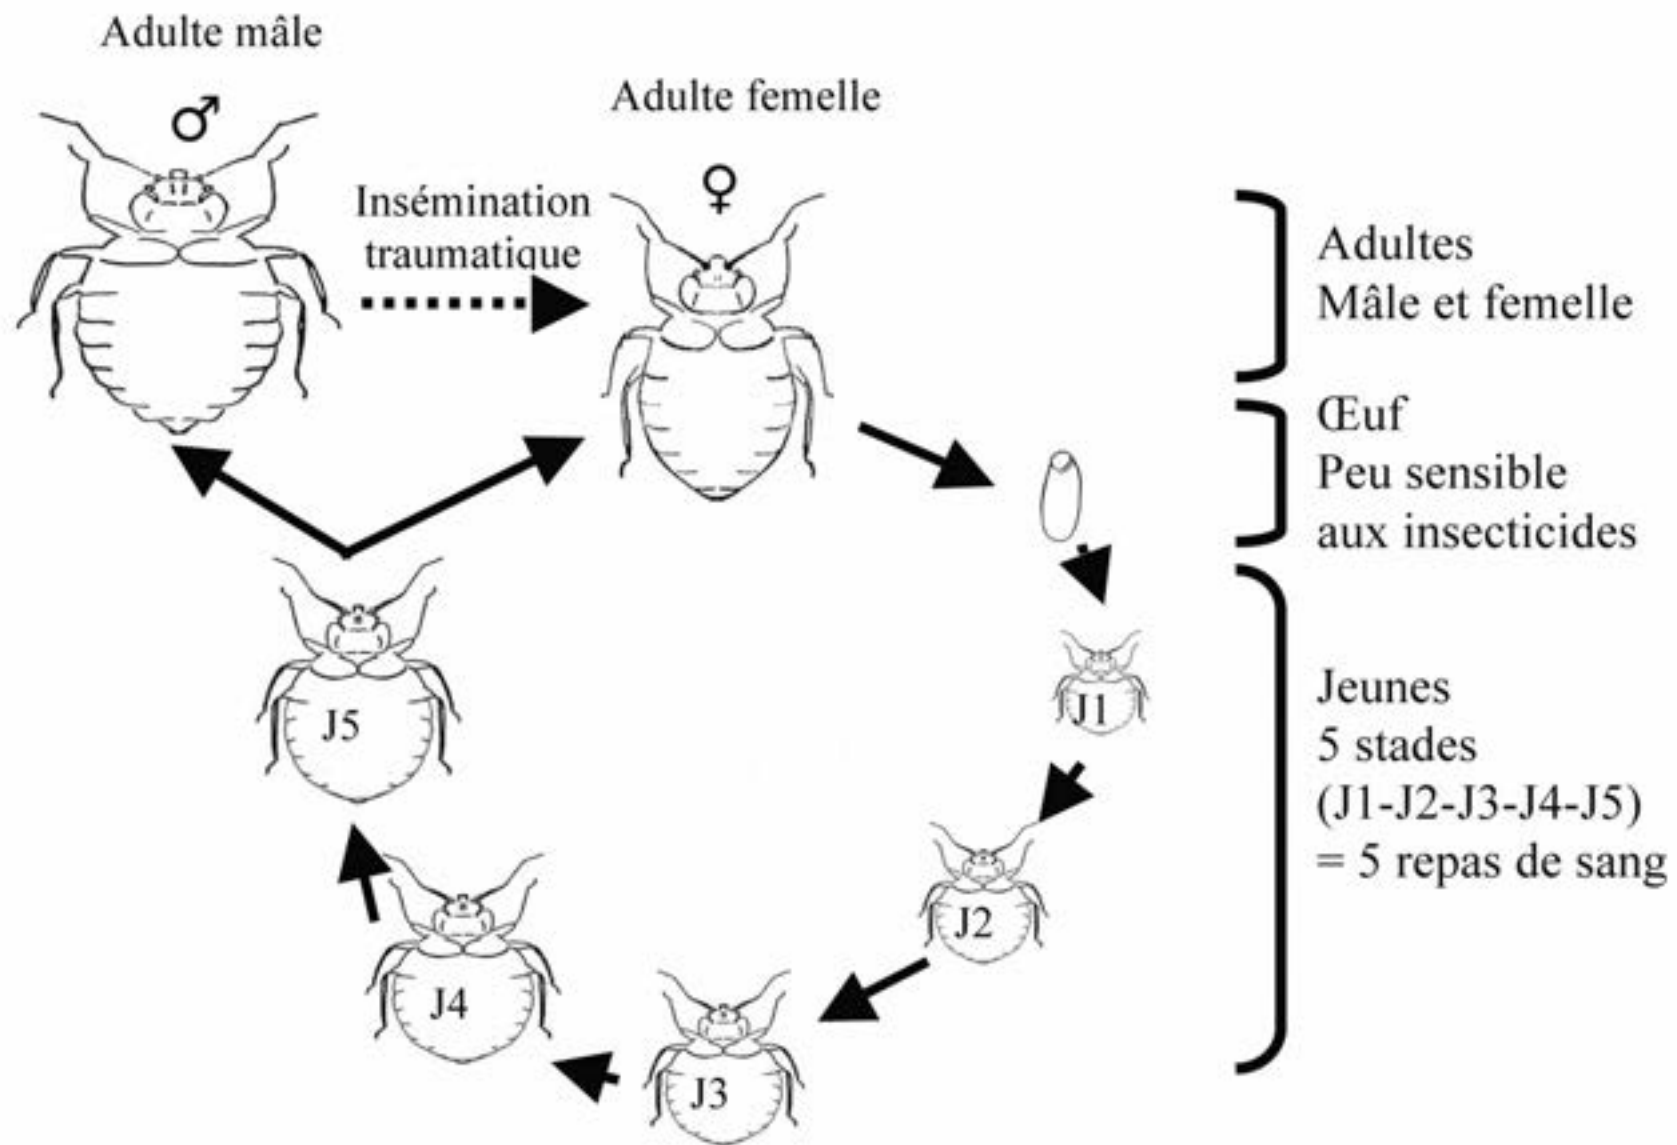 Adulte mâle
♂
Adulte femelle
♀
Insémination
traumatique
Adultes
Mâle et femelle
Œuf
Peu sensible
aux insecticides
Jeunes
5 stades
(J1-J2-J3-J4-J5)
= 5 repas de sang
J1
J2
J3
J4
J5